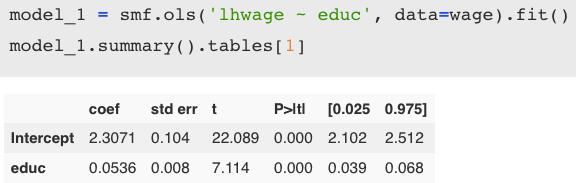 model_1 = smf.ols('lhwage ~ educ', data=wage).fit()
model_1.summary().tables[1]
coef std err t P>|t| [0.025 0.975]
Intercept 2.3071 0.104 22.089 0.000 2.102 2.512
educ 0.0536 0.008 7.114 0.000 0.039 0.068